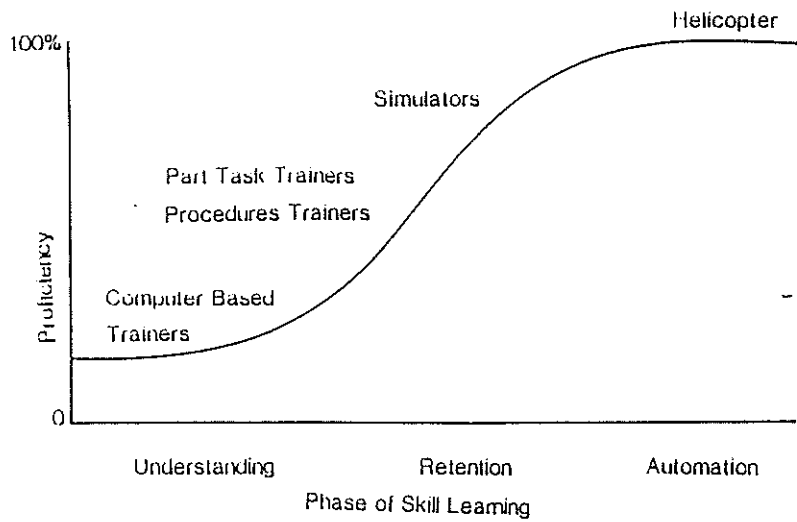 Helicopter
100%
Simulators
Part Task Trainers
Procedures Trainers
Proficiency
Computer Based
Trainers
0
Understanding Retention Automation
Phase of Skill Learning